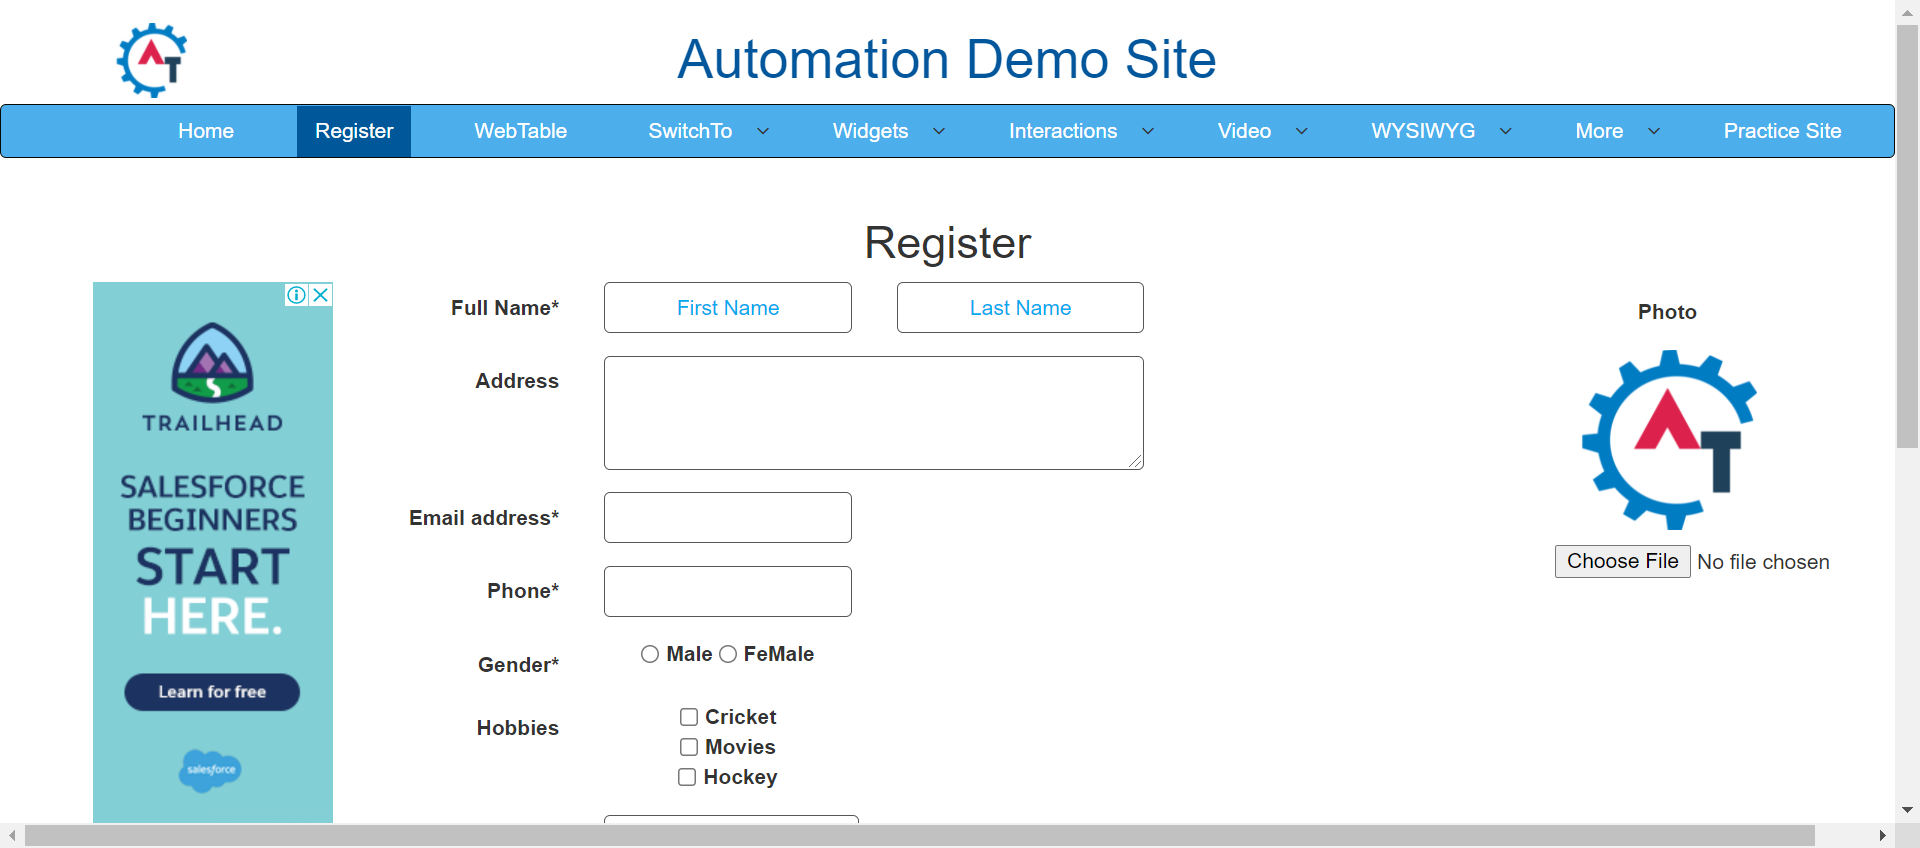 AT
Automation Demo Site
Home Register WebTable SwitchTo Widgets Interactions Video WYSIWYG More Practice Site
Register
TRAILHEAD
SALESFORCE
BEGINNERS
START
HERE.
Learn for free
salesforce
Full Name* First Name Last Name
Address
Email address*
Phone*
Gender* Male FeMale
Hobbies Cricket
Movies
Hockey
Photo
AT
Choose File No file chosen